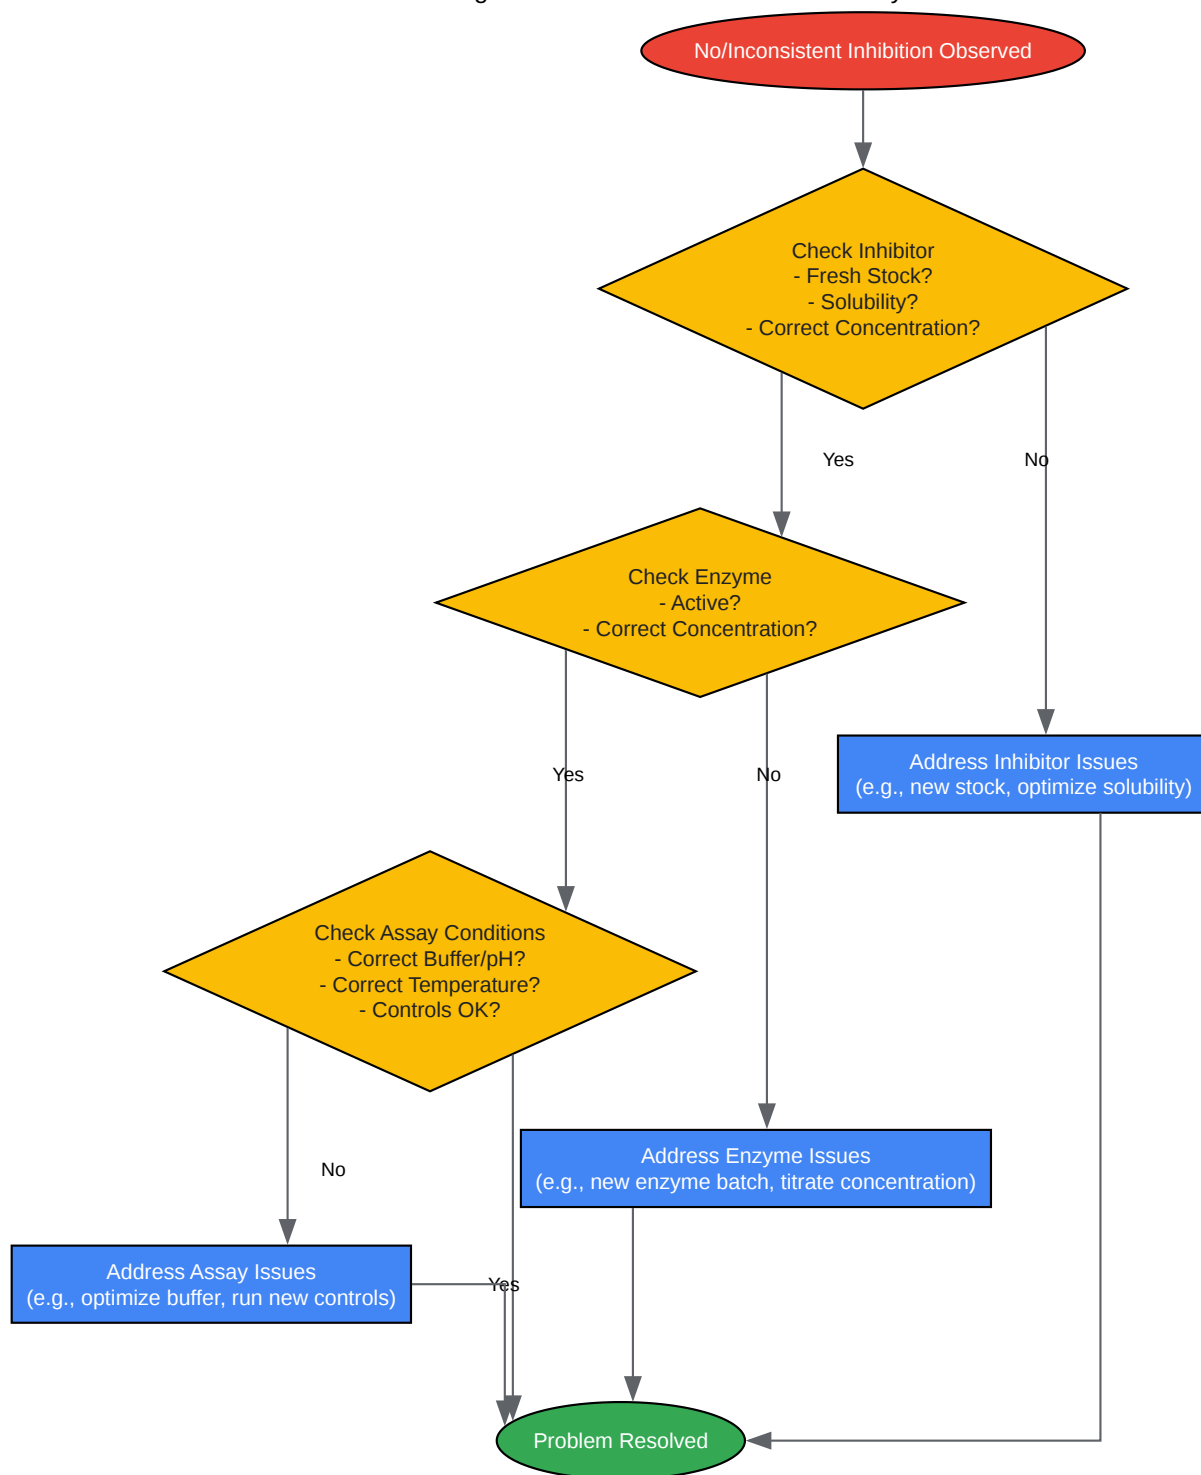 No/Inconsistent Inhibition Observed
Check Inhibitor
- Fresh Stock?
- Solubility?
- Correct Concentration?
Yes
No
Check Enzyme
- Active?
- Correct Concentration?
Yes
No
Address Inhibitor Issues
(e.g., new stock, optimize solubility)
Check Assay Conditions
- Correct Buffer/pH?
- Correct Temperature?
- Controls OK?
No
Yes
Address Enzyme Issues
(e.g., new enzyme batch, titrate concentration)
Address Assay Issues
(e.g., optimize buffer, run new controls)
Problem Resolved